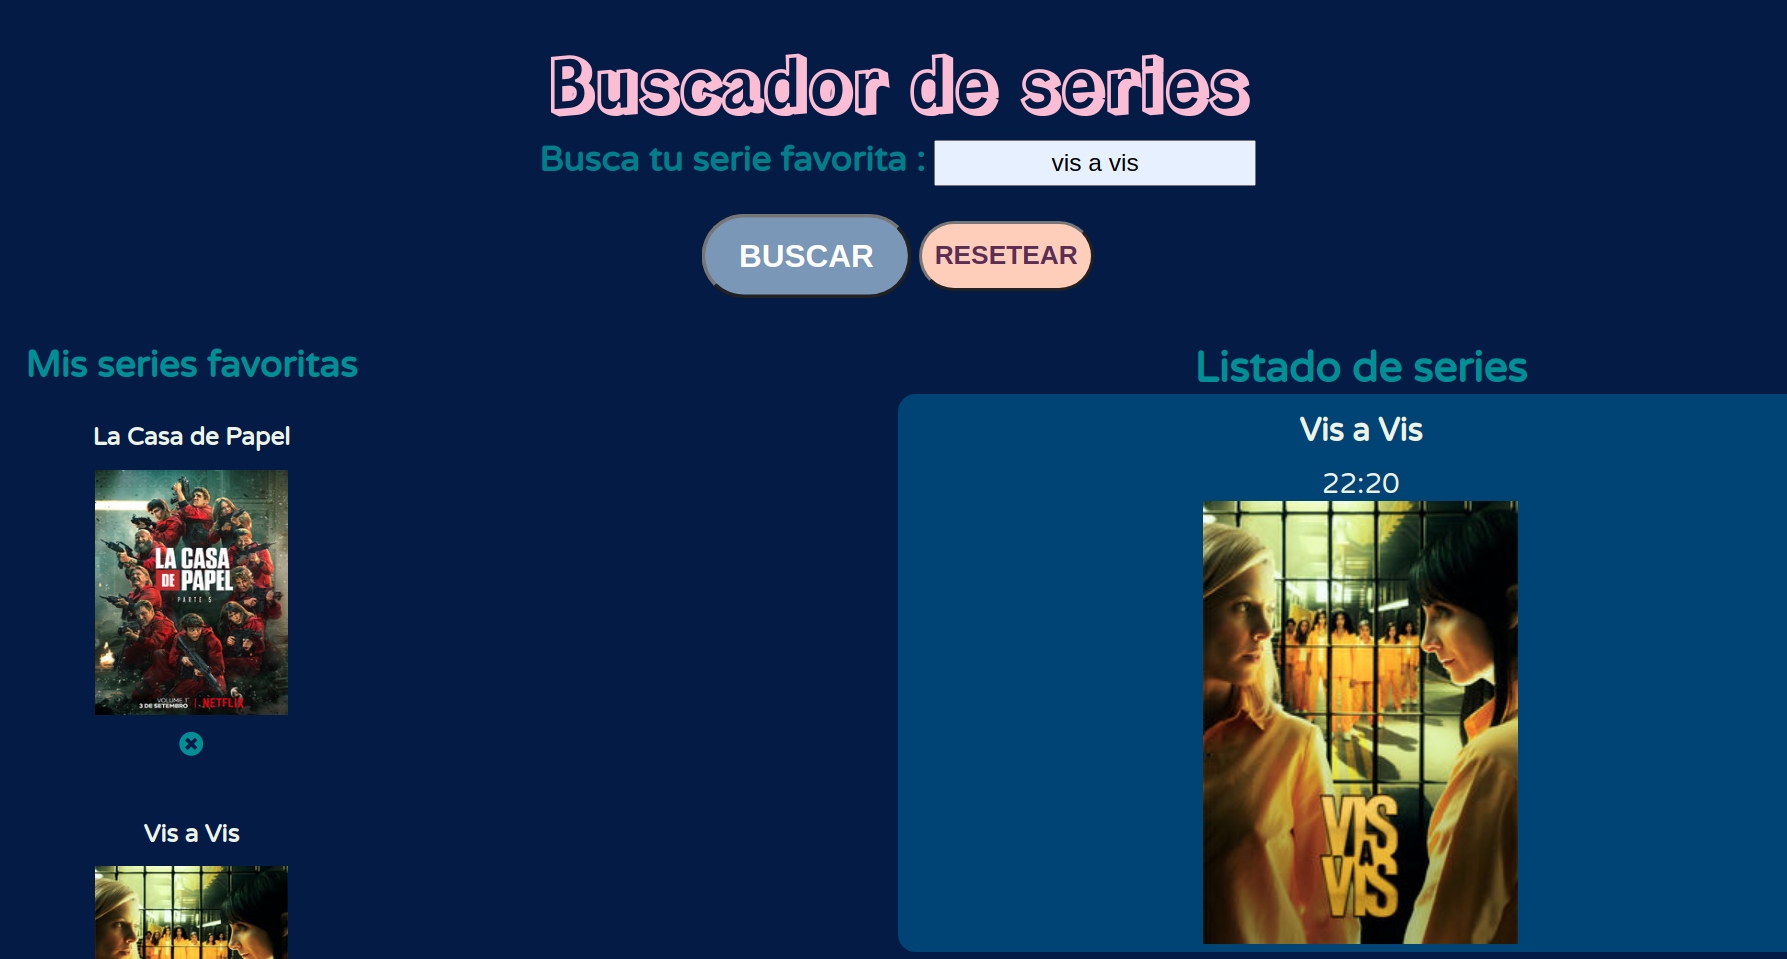 Buscador de series
Busca tu serie favorita :
vis a vis
BUSCAR
RESETEAR
Mis series favoritas
La Casa de Papel
LA CASA
DE PAPEL
PARTE 5
VOLUME 1
3 DE SETEMBRO
NETFLIX
Vis a Vis
Listado de series
Vis a Vis
22:20
VIS
A
VIS